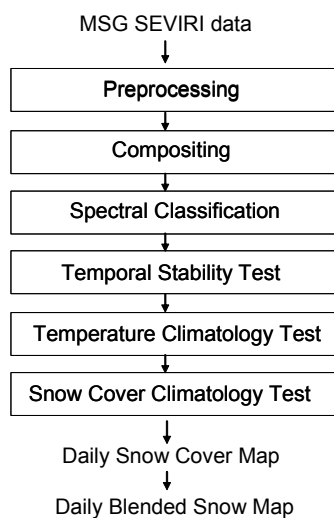 MSG SEVIRI data
Preprocessing
Compositing
Spectral Classification
Temporal Stability Test
Temperature Climatology Test
Snow Cover Climatology Test
Daily Snow Cover Map
Daily Blended Snow Map